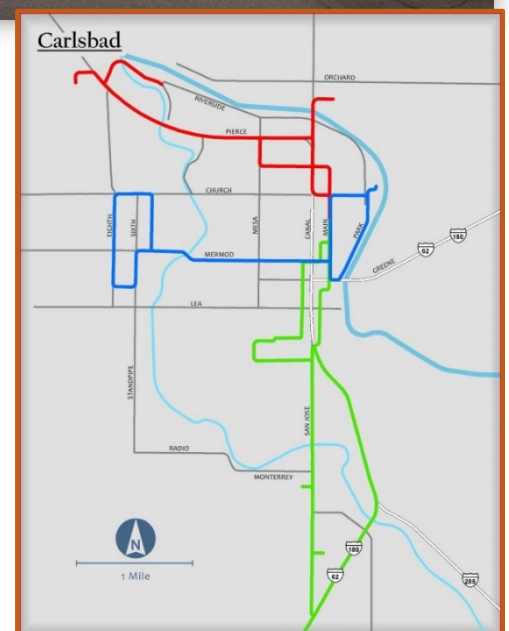 Carlsbad
ORCHARD
RIVERSIDE
PIERCE
CHURCH
EIGHTH
SIXTH
MESA
CANAL
MAIN
PARK
MERMOD
GREENE
62
180
LEA
STANDPIPE
SAN JOSE
RADIO
MONTERREY
N
1 Mile
180
62
285